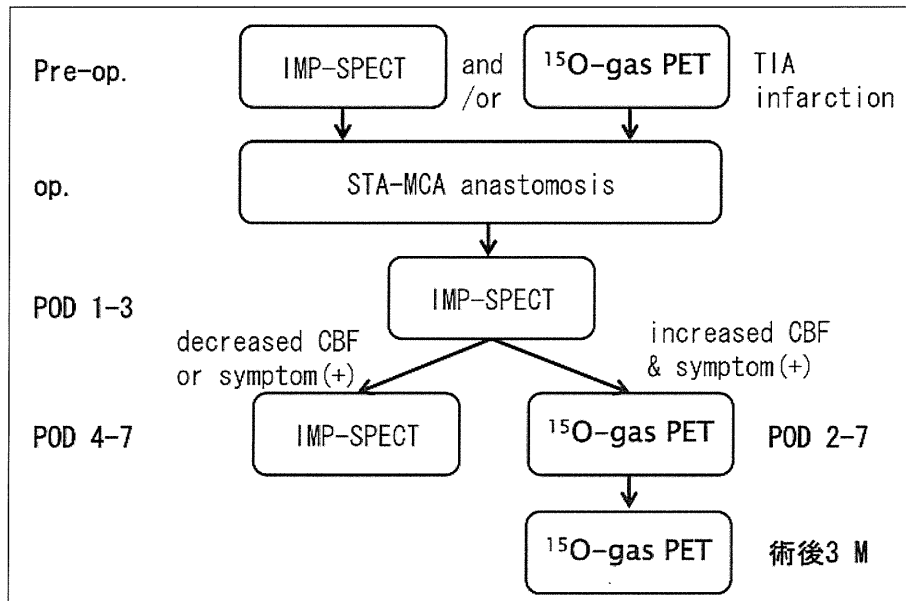 Pre-op.
IMP-SPECT
and
/or
¹⁵O-gas PET
TIA
infarction
op.
STA-MCA anastomosis
POD 1-3
IMP-SPECT
decreased CBF
or symptom(+)
increased CBF
& symptom(+)
POD 4-7
IMP-SPECT
¹⁵O-gas PET
POD 2-7
¹⁵O-gas PET
術後3 M